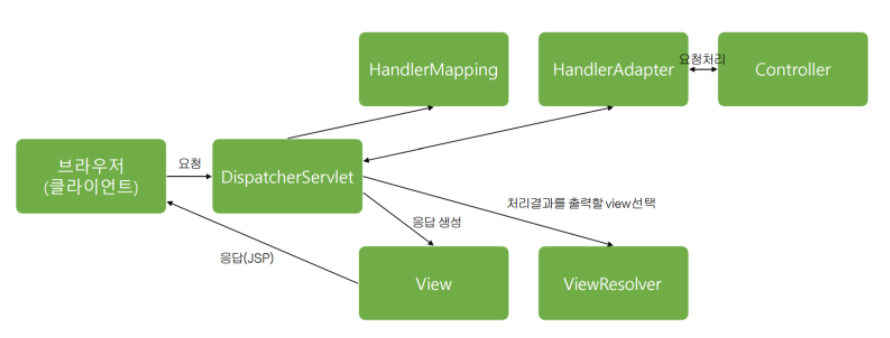 HandlerMapping
HandlerAdapter
요청처리
Controller
브라우저
(클라이언트)
요청
DispatcherServlet
처리결과를 출력할 view선택
응답 생성
응답(JSP)
View
ViewResolver